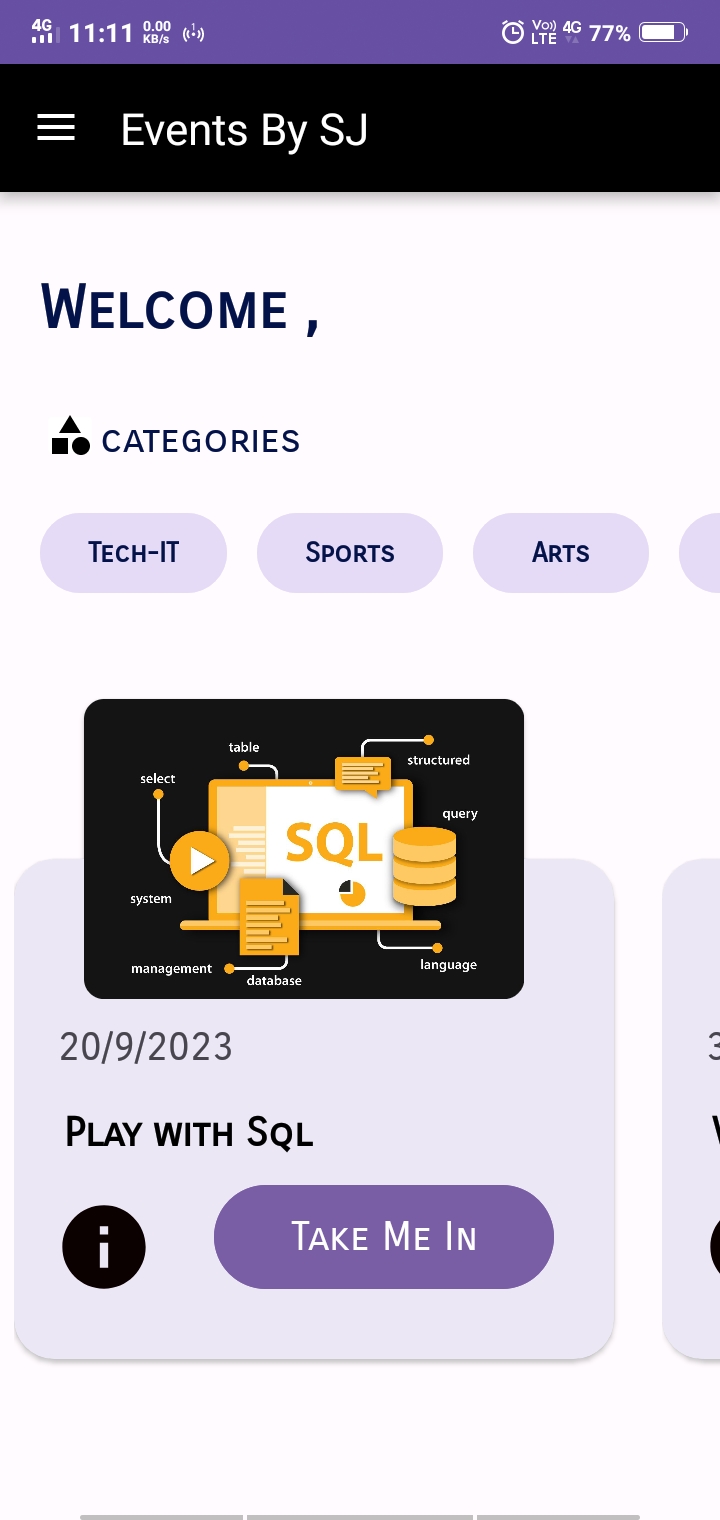 4G 11:11 0.00 KB/s Vo)) LTE 4G 77%
Events By SJ
Welcome ,
CATEGORIES
Tech-IT Sports Arts
table
structured
select
query
SQL
system
management
database
language
20/9/2023
Play with Sql
Take Me In